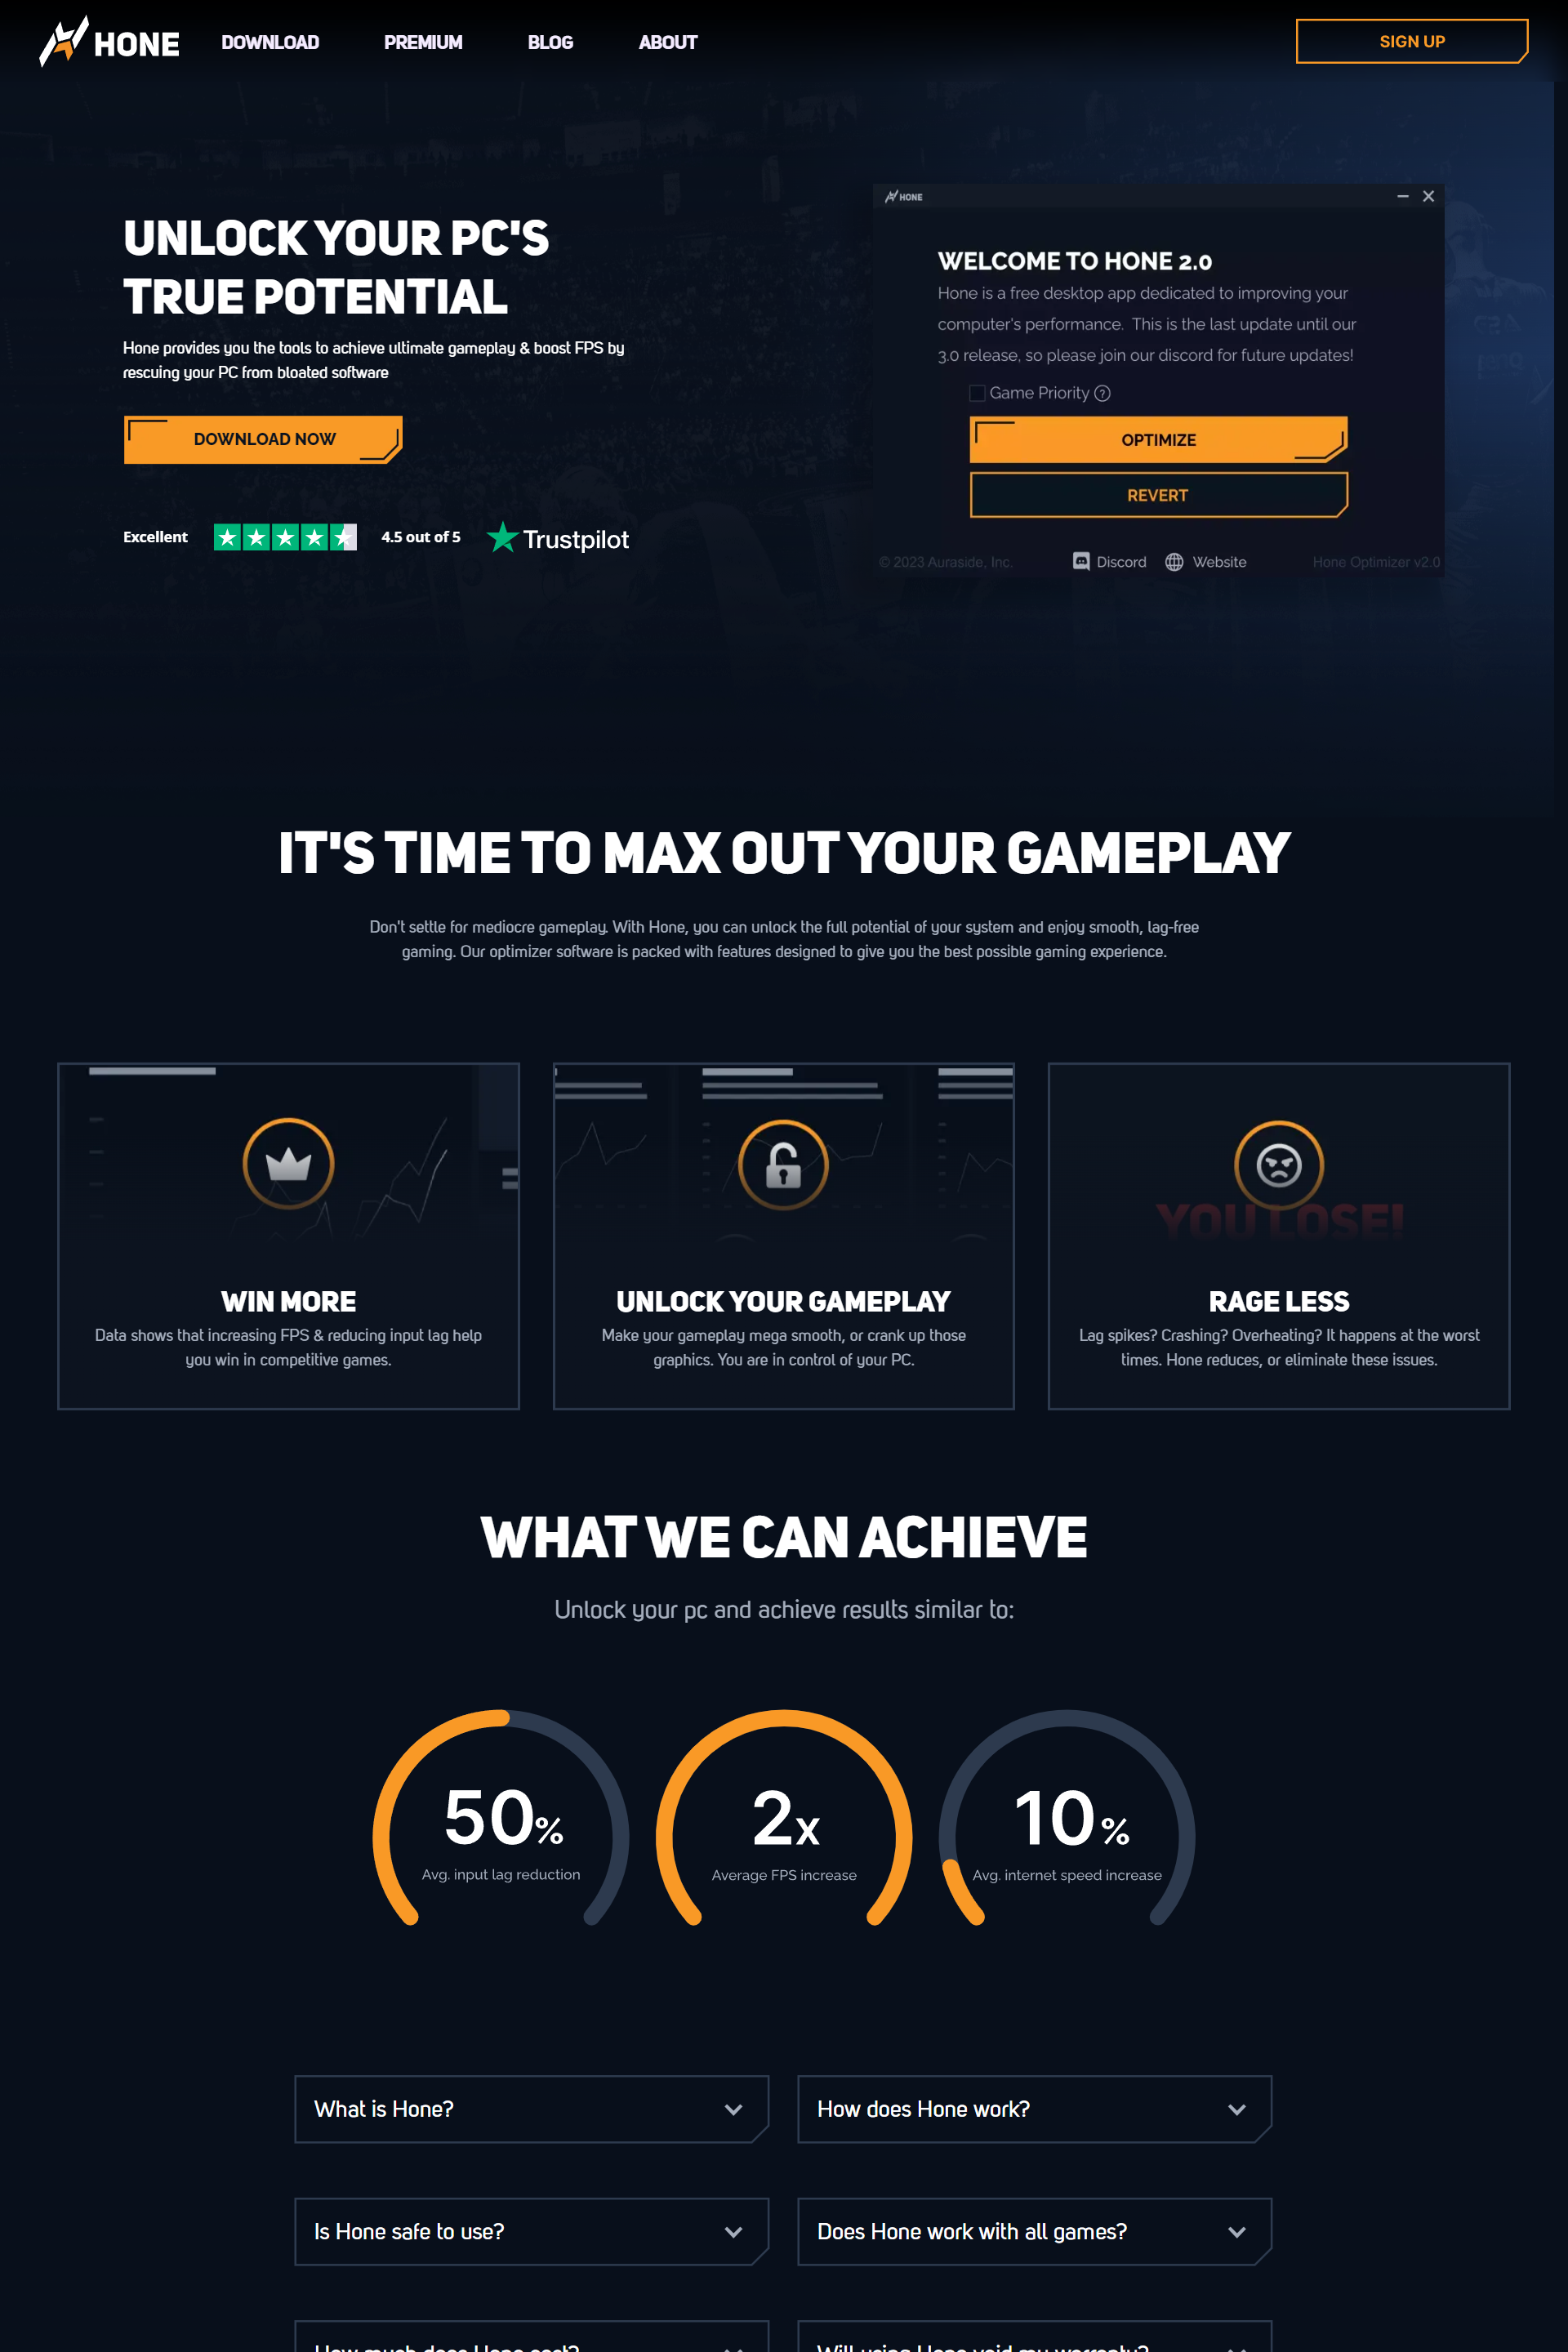 HONE
DOWNLOAD
PREMIUM
BLOG
ABOUT
SIGN UP
UNLOCK YOUR PC'S
TRUE POTENTIAL
Hone provides you the tools to achieve ultimate gameplay & boost FPS by
rescuing your PC from bloated software
DOWNLOAD NOW
Excellent
4.5 out of 5
Trustpilot
HONE
WELCOME TO HONE 2.0
Hone is a free desktop app dedicated to improving your
computer's performance. This is the last update until our
3.0 release, so please join our discord for future updates!
Game Priority ?
OPTIMIZE
REVERT
© 2023 Auraside, Inc.
Discord
Website
Hone Optimizer v2.0
IT'S TIME TO MAX OUT YOUR GAMEPLAY
Don't settle for mediocre gameplay. With Hone, you can unlock the full potential of your system and enjoy smooth, lag-free
gaming. Our optimizer software is packed with features designed to give you the best possible gaming experience.
WIN MORE
Data shows that increasing FPS & reducing input lag help
you win in competitive games.
UNLOCK YOUR GAMEPLAY
Make your gameplay mega smooth, or crank up those
graphics. You are in control of your PC.
YOU LOSE!
RAGE LESS
Lag spikes? Crashing? Overheating? It happens at the worst
times. Hone reduces, or eliminate these issues.
WHAT WE CAN ACHIEVE
Unlock your pc and achieve results similar to:
50%
Avg. input lag reduction
2x
Average FPS increase
10%
Avg. internet speed increase
What is Hone?
How does Hone work?
Is Hone safe to use?
Does Hone work with all games?
How much does Hone cost?
Will using Hone void my warranty?